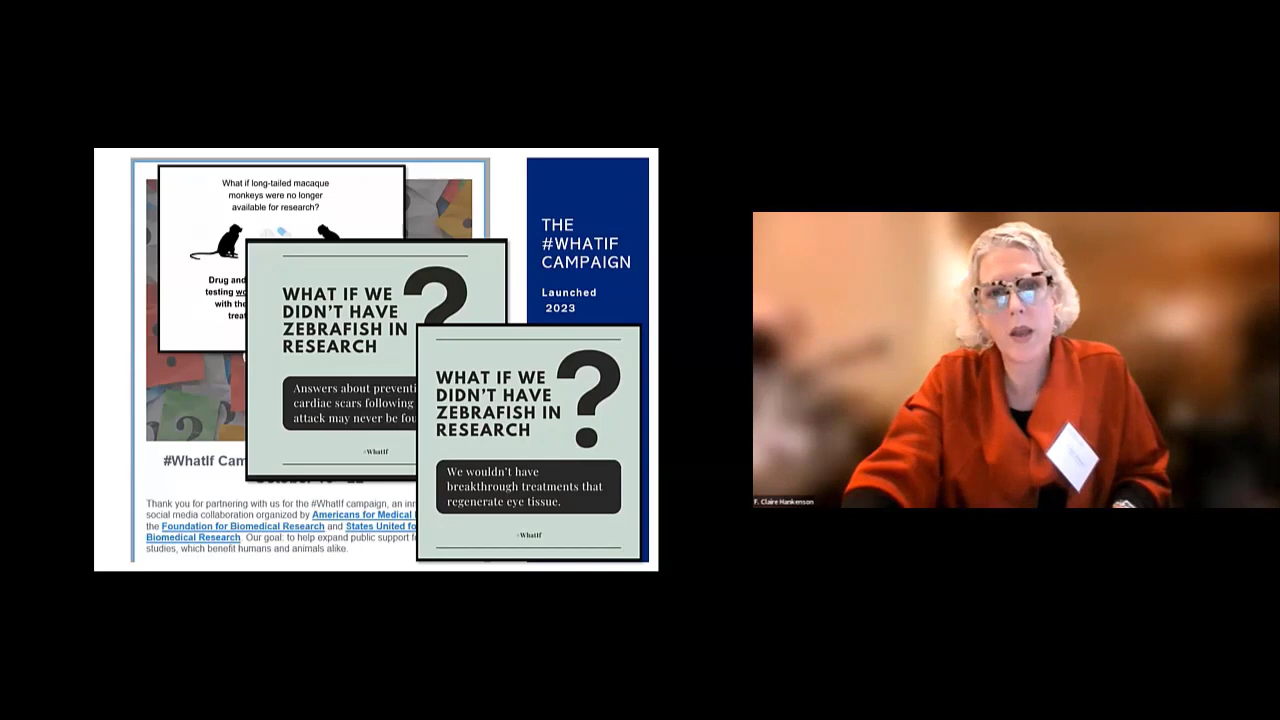 What if long-tailed macaque
monkeys were no longer
available for research?
Drug and
testing wo
with the
treat
WHAT IF WE
DIDN'T HAVE
ZEBRAFISH IN
RESEARCH
?
Answers about preventi
cardiac scars following
attack may never be fou
#WhatIf
WHAT IF WE
DIDN'T HAVE
ZEBRAFISH IN
RESEARCH
?
We wouldn't have
breakthrough treatments that
regenerate eye tissue.
#WhatIf
#WhatIf Cam
Thank you for partnering with us for the #WhatIf campaign, an inn
social media collaboration organized by Americans for Medical
the Foundation for Biomedical Research and States United fo
Biomedical Research. Our goal: to help expand public support f
studies, which benefit humans and animals alike.
THE
#WHATIF
CAMPAIGN
Launched
2023
F. Claire Hankenson